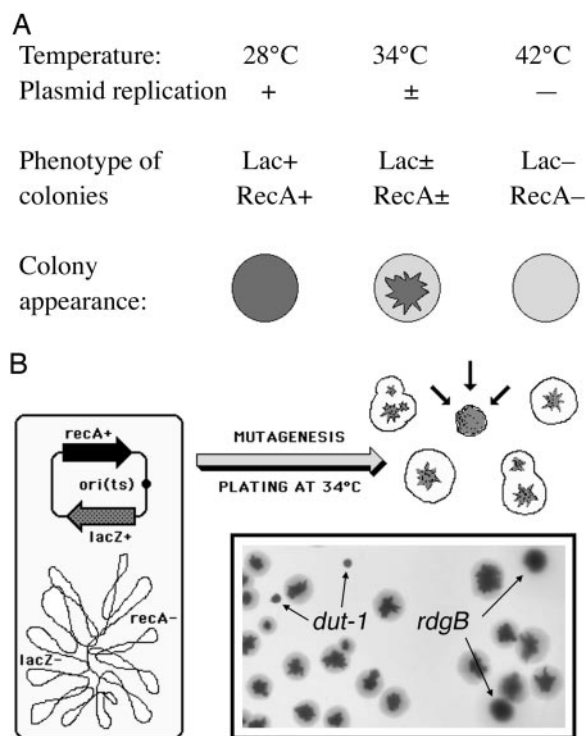 A
Temperature: 28°C 34°C 42°C
Plasmid replication + ± —
Phenotype of Lac+ Lac± Lac–
colonies RecA+ RecA± RecA–
Colony
appearance:
B
recA+
ori(ts)
lacZ+
recA-
lacZ-
MUTAGENESIS
PLATING AT 34°C
dut-1
rdgB